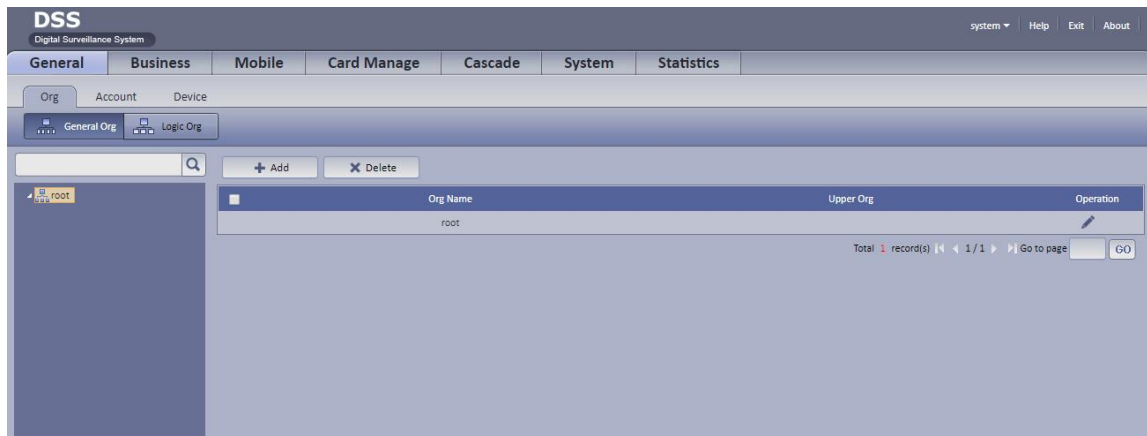 DSS
Digital Surveillance System
system Help Exit About
General Business Mobile Card Manage Cascade System Statistics
Org Account Device
General Org Logic Org
Add Delete
root
Org Name Upper Org Operation
root
Total 1 record(s) 1 / 1 Go to page GO